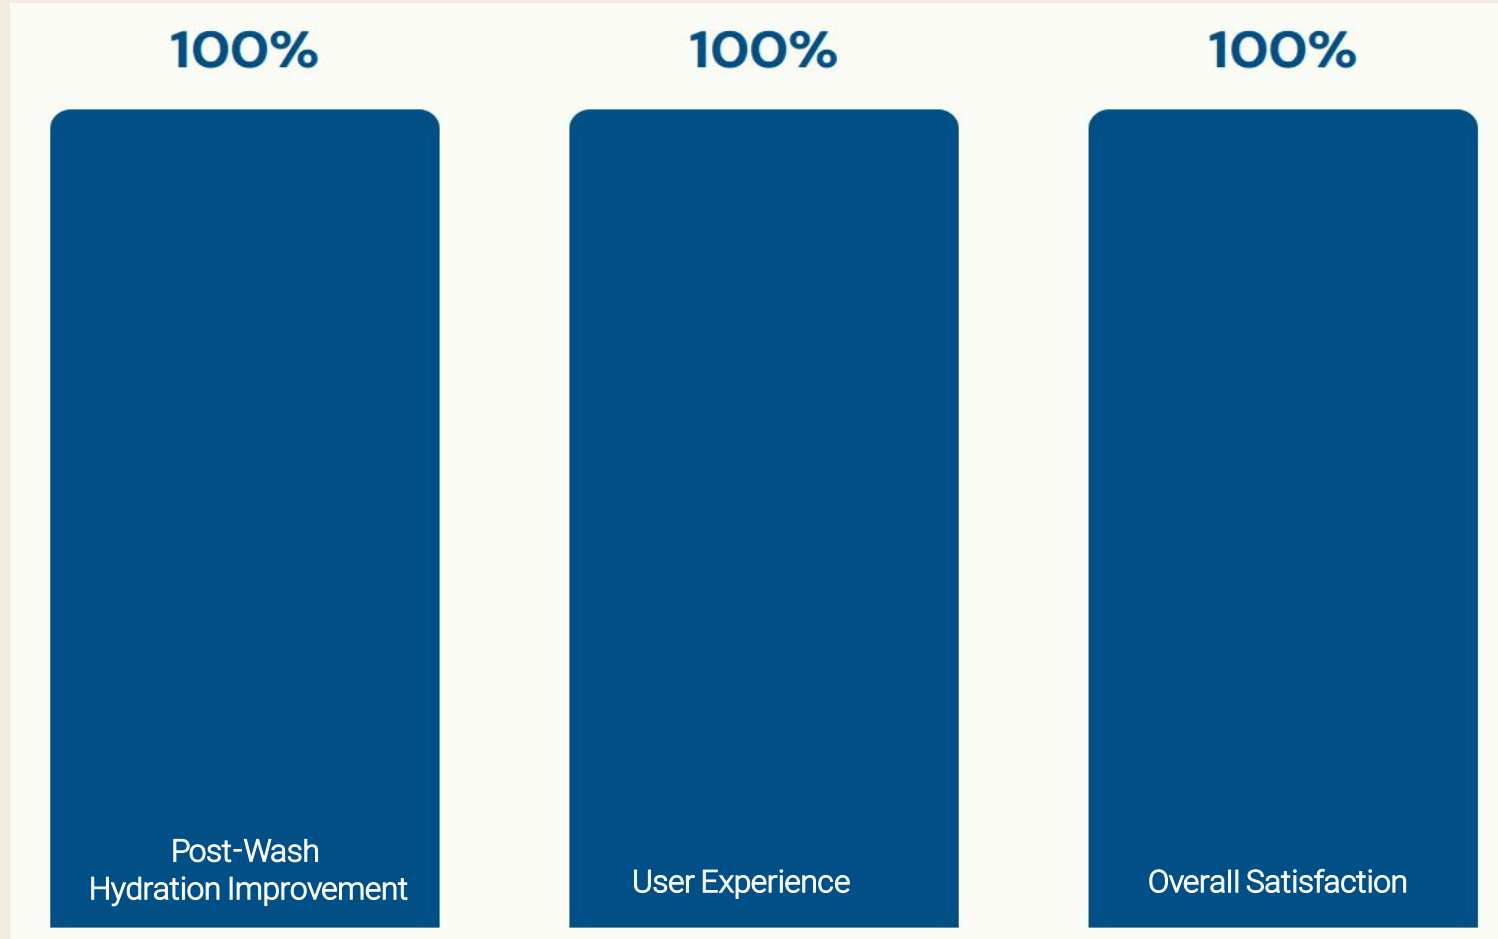 100%
100%
100%
Post-Wash
Hydration Improvement
User Experience
Overall Satisfaction